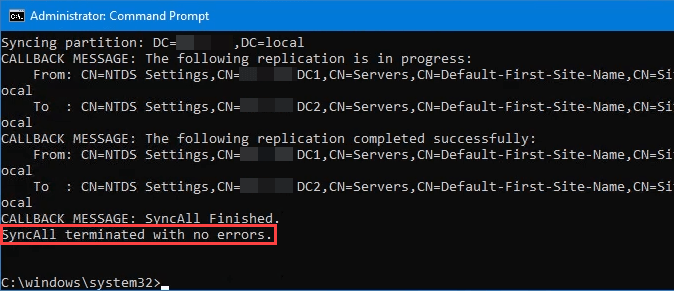 Administrator: Command Prompt
Syncing partition: DC= ,DC=local
CALLBACK MESSAGE: The following replication is in progress:
From: CN=NTDS Settings,CN= DC1,CN=Servers,CN=Default-First-Site-Name,CN=Si
ocal
To : CN=NTDS Settings,CN= DC2,CN=Servers,CN=Default-First-Site-Name,CN=Si
ocal
CALLBACK MESSAGE: The following replication completed successfully:
From: CN=NTDS Settings,CN= DC1,CN=Servers,CN=Default-First-Site-Name,CN=Si
ocal
To : CN=NTDS Settings,CN= DC2,CN=Servers,CN=Default-First-Site-Name,CN=Si
ocal
CALLBACK MESSAGE: SyncAll Finished.
SyncAll terminated with no errors.
C:\windows\system32>